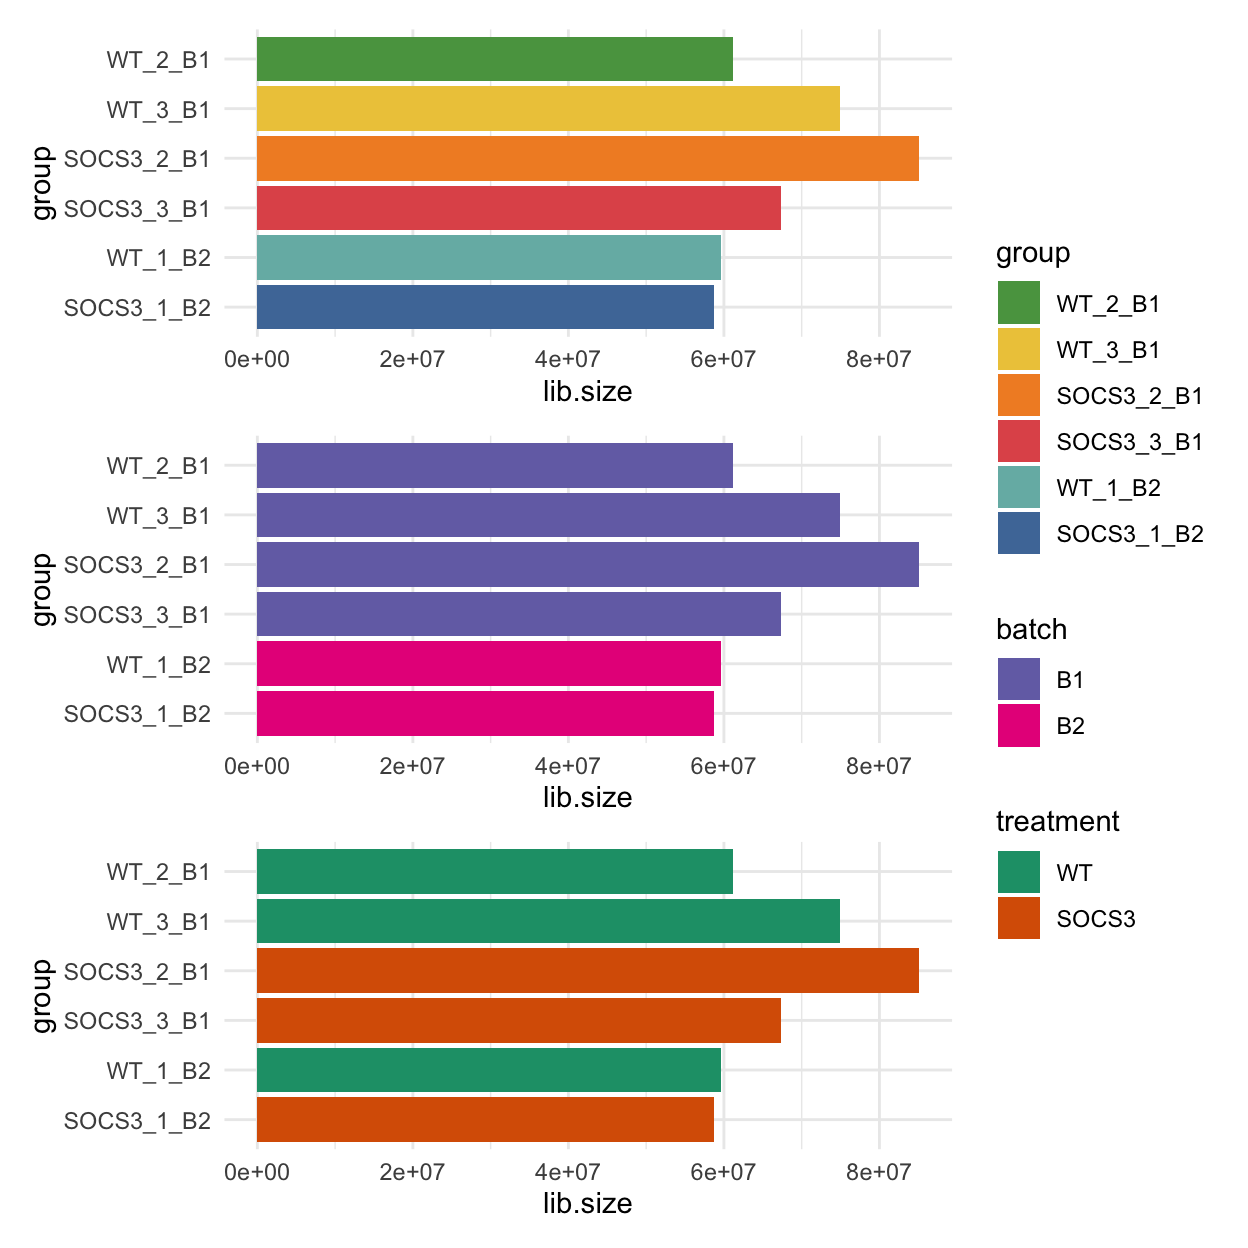 group
WT_2_B1
WT_3_B1
SOCS3_2_B1
SOCS3_3_B1
WT_1_B2
SOCS3_1_B2
0e+00 2e+07 4e+07 6e+07 8e+07
lib.size
group
WT_2_B1
WT_3_B1
SOCS3_2_B1
SOCS3_3_B1
WT_1_B2
SOCS3_1_B2
0e+00 2e+07 4e+07 6e+07 8e+07
lib.size
group
WT_2_B1
WT_3_B1
SOCS3_2_B1
SOCS3_3_B1
WT_1_B2
SOCS3_1_B2
0e+00 2e+07 4e+07 6e+07 8e+07
lib.size
group
WT_2_B1
WT_3_B1
SOCS3_2_B1
SOCS3_3_B1
WT_1_B2
SOCS3_1_B2
batch
B1
B2
treatment
WT
SOCS3